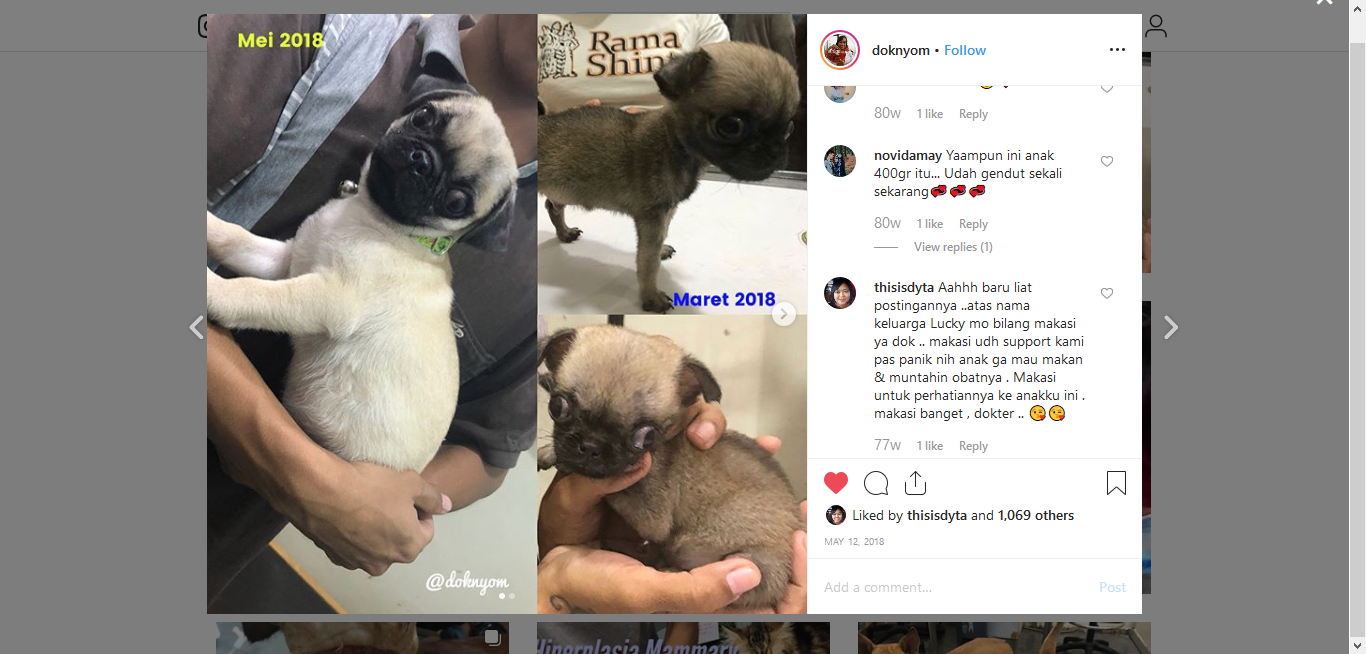 Mei 2018
Rama
Maret 2018
@doknyom
doknyom • Follow
80w 1 like Reply
novidamay Yaampun ini anak
400gr itu... Udah gendut sekali
sekarang
80w 1 like Reply
View replies (1)
thisisdyta Aahhh baru liat
postingannya ..atas nama
keluarga Lucky mo bilang makasi
ya dok .. makasi udh support kami
pas panik nih anak ga mau makan
& muntahin obatnya . Makasi
untuk perhatiannya ke anakku ini .
makasi banget , dokter .. 😘😘
77w 1 like Reply
Liked by thisisdyta and 1,069 others
MAY 12, 2018
Add a comment... Post
Hiperplasia Mammary